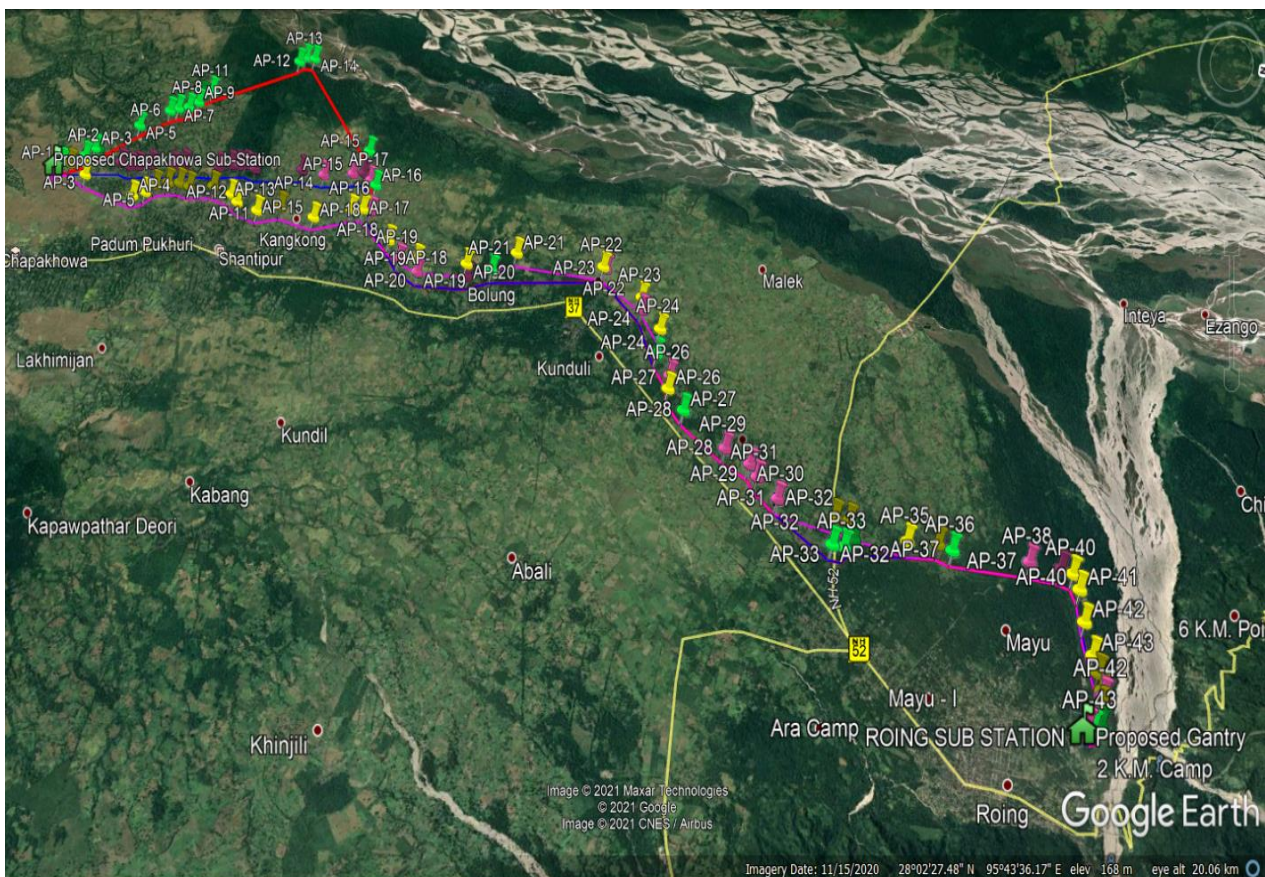 AP-13
AP-12
AP-14
AP-11
AP-8
AP-9
AP-6
AP-7
AP-5
AP-2
AP-3
AP-1
Proposed Chapakhowa Sub-Station
AP-3
AP-15
AP-15
AP-17
AP-14
AP-16
AP-16
AP-4
AP-12
AP-13
AP-5
AP-11
AP-15
AP-18
AP-17
AP-18
Kangkong
Padum Pukhuri
Shantipur
Chapakhowa
AP-19
AP-19
AP-18
AP-20
AP-19
AP-21
AP-20
AP-21
AP-22
AP-23
AP-22
AP-23
Bolung
Malek
NH
37
AP-24
AP-24
AP-24
AP-26
Inteya
Ezango
Lakhimijan
Kunduli
AP-27
AP-26
AP-28
AP-27
Kundil
AP-29
AP-28
AP-31
AP-29
AP-30
AP-31
AP-32
Kabang
Chi
Kapawpathar Deori
AP-32
AP-33
AP-35
AP-36
AP-33
AP-32
AP-37
AP-37
AP-38
AP-40
AP-40
AP-41
Abali
NH-52
AP-42
AP-43
AP-42
AP-43
Mayu
6 K.M. Poi
NH
52
Mayu - I
Khinjili
Ara Camp
ROING SUB STATION
Proposed Gantry
2 K.M. Camp
Roing
Image © 2021 Maxar Technologies
© 2021 Google
Image © 2021 CNES / Airbus
Google Earth
Imagery Date: 11/15/2020 28°02'27.48" N 95°43'36.17" E elev 168 m eye alt 20.06 km